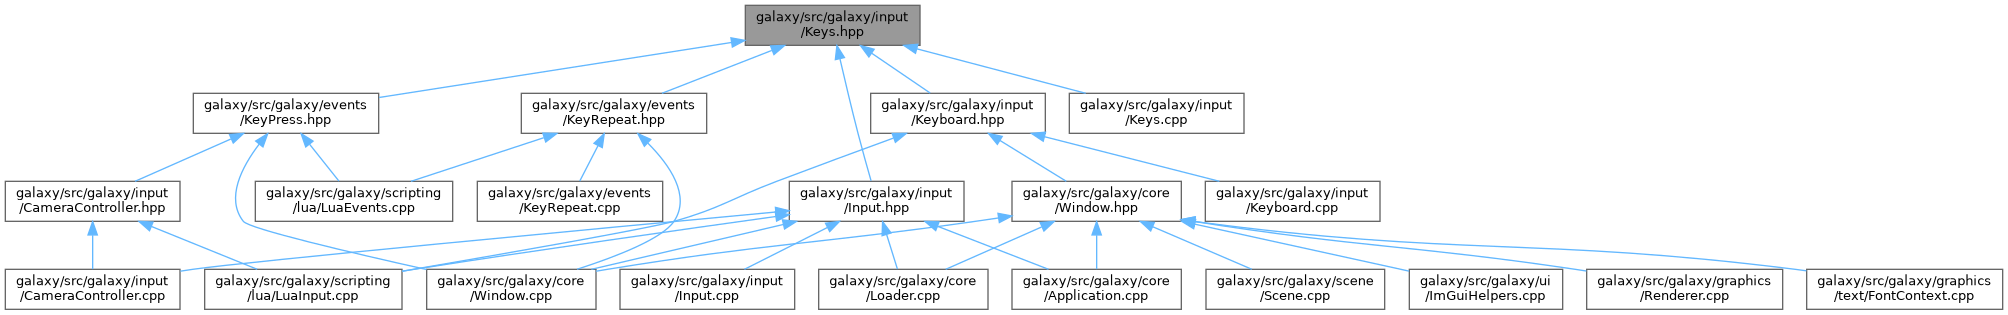 galaxy/src/galaxy/input
/Keys.hpp
galaxy/src/galaxy/events
/KeyPress.hpp
galaxy/src/galaxy/events
/KeyRepeat.hpp
galaxy/src/galaxy/input
/Keyboard.hpp
galaxy/src/galaxy/input
/Keys.cpp
galaxy/src/galaxy/input
/CameraController.hpp
galaxy/src/galaxy/scripting
/lua/LuaEvents.cpp
galaxy/src/galaxy/events
/KeyRepeat.cpp
galaxy/src/galaxy/input
/Input.hpp
galaxy/src/galaxy/core
/Window.hpp
galaxy/src/galaxy/input
/Keyboard.cpp
galaxy/src/galaxy/input
/CameraController.cpp
galaxy/src/galaxy/scripting
/lua/LuaInput.cpp
galaxy/src/galaxy/core
/Window.cpp
galaxy/src/galaxy/input
/Input.cpp
galaxy/src/galaxy/core
/Loader.cpp
galaxy/src/galaxy/core
/Application.cpp
galaxy/src/galaxy/scene
/Scene.cpp
galaxy/src/galaxy/ui
/ImGuiHelpers.cpp
galaxy/src/galaxy/graphics
/Renderer.cpp
galaxy/src/galaxy/graphics
/text/FontContext.cpp